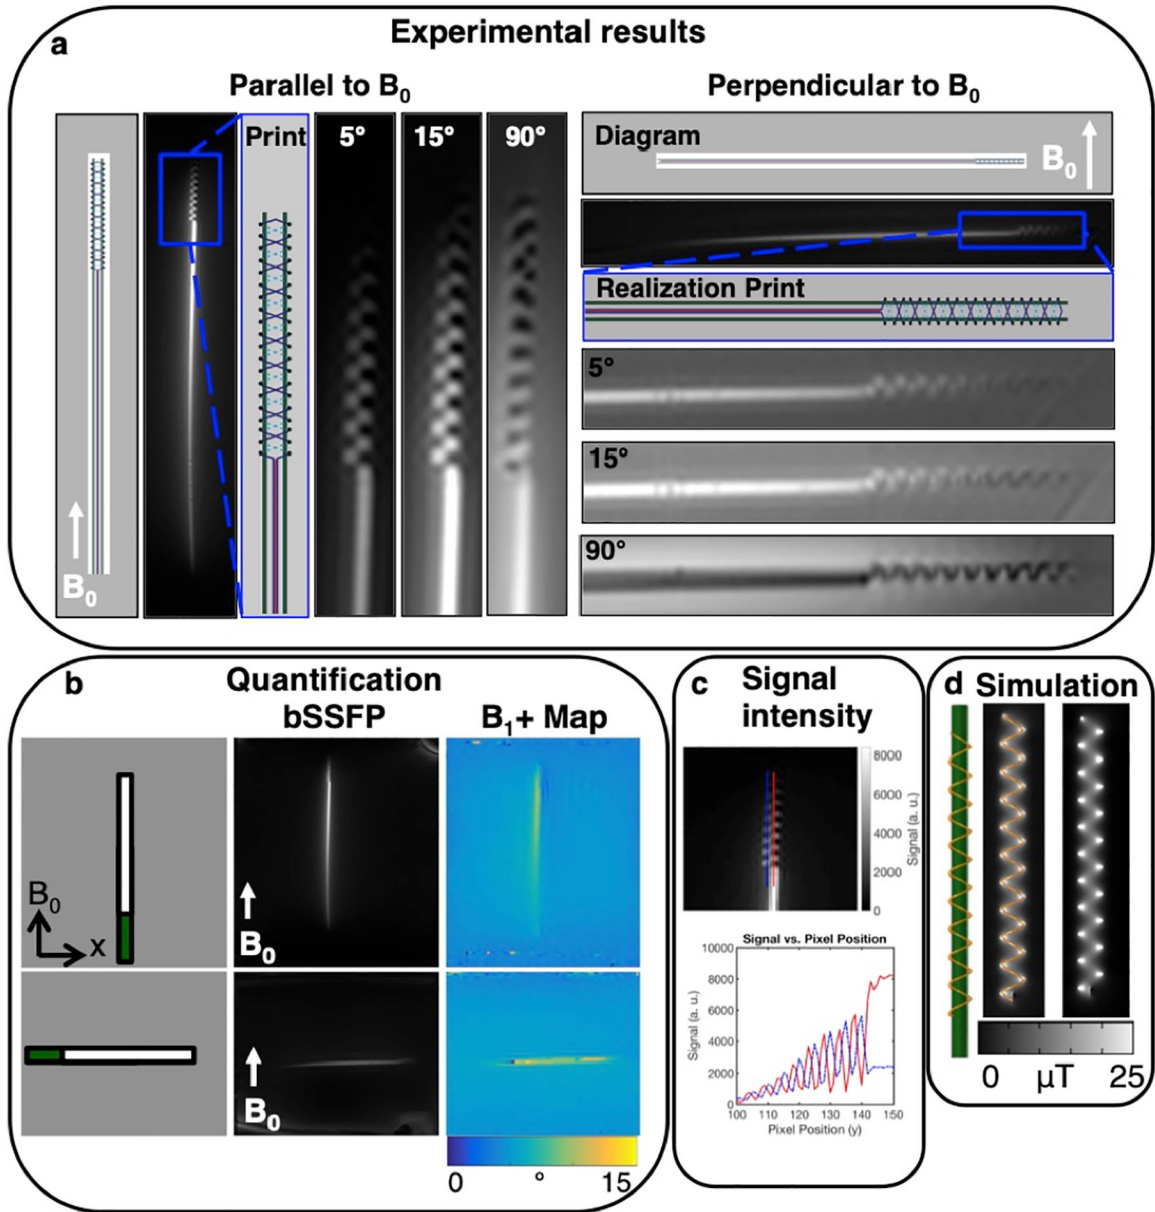 a
Experimental results
Parallel to B0
Perpendicular to B0
Print
5°
15°
90°
B0
Diagram
B0
Realization Print
5°
15°
90°
b
Quantification
bSSFP
B1+ Map
B0
x
B0
B0
0
°
15
c
Signal
intensity
8000
6000
4000
2000
0
Signal (a. u.)
Signal vs. Pixel Position
10000
8000
6000
4000
2000
0
Signal (a. u.)
100
110
120
130
140
150
Pixel Position (y)
d
Simulation
0
µT
25